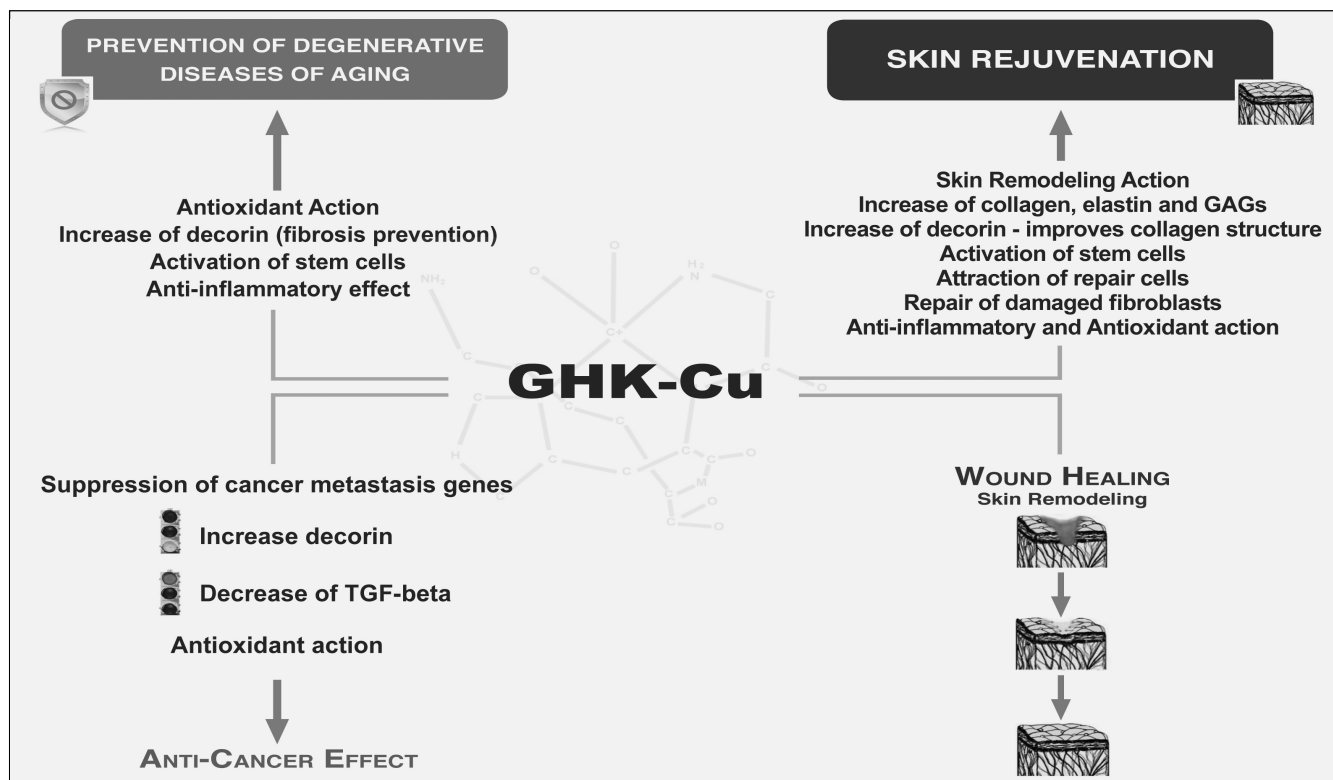 PREVENTION OF DEGENERATIVE
DISEASES OF AGING
Antioxidant Action
Increase of decorin (fibrosis prevention)
Activation of stem cells
Anti-inflammatory effect
SKIN REJUVENATION
Skin Remodeling Action
Increase of collagen, elastin and GAGs
Increase of decorin - improves collagen structure
Activation of stem cells
Attraction of repair cells
Repair of damaged fibroblasts
Anti-inflammatory and Antioxidant action
GHK-Cu
Suppression of cancer metastasis genes
Increase decorin
Decrease of TGF-beta
Antioxidant action
ANTI-CANCER EFFECT
WOUND HEALING
Skin Remodeling
NH2
O
O
H2
N
C
C+
C
C
O
C
C
H
C
C
C
C
O
M
C
O
C
O